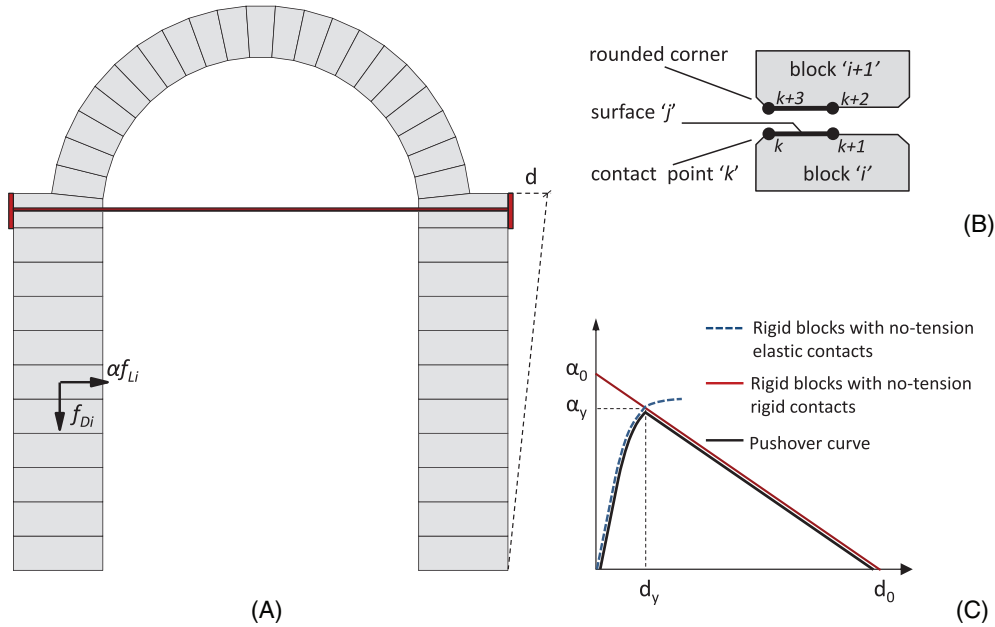 d
αf_Li
f_Di
(A)
rounded corner
block ‘i+1’
k+3
k+2
surface ‘j’
k
k+1
contact point ‘k’
block ‘i’
(B)
α0
αy
Rigid blocks with no-tension
elastic contacts
Rigid blocks with no-tension
rigid contacts
Pushover curve
dy
d0
(C)